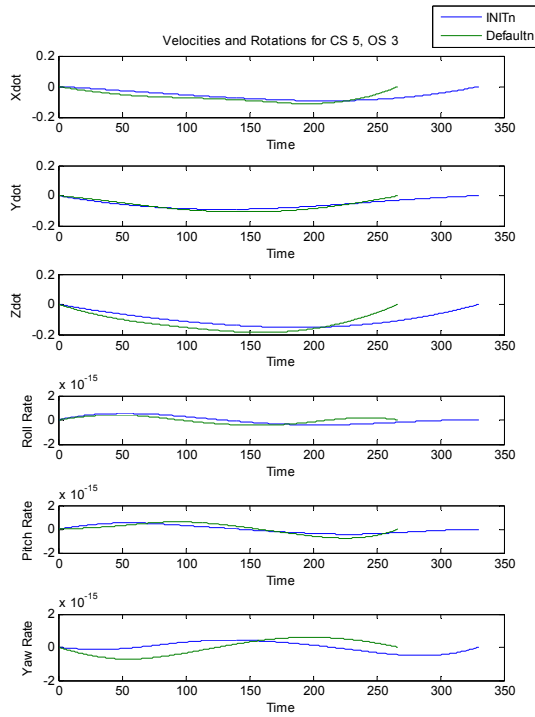 INITn
Defaultn
Velocities and Rotations for CS 5, OS 3
Xdot
0.2
0
-0.2
0 50 100 150 200 250 300 350
Time
Ydot
0.2
0
-0.2
0 50 100 150 200 250 300 350
Time
Zdot
0.2
0
-0.2
0 50 100 150 200 250 300 350
Time
x 10^-15
Roll Rate
2
0
-2
0 50 100 150 200 250 300 350
Time
x 10^-15
Pitch Rate
2
0
-2
0 50 100 150 200 250 300 350
Time
x 10^-15
Yaw Rate
2
0
-2
0 50 100 150 200 250 300 350
Time